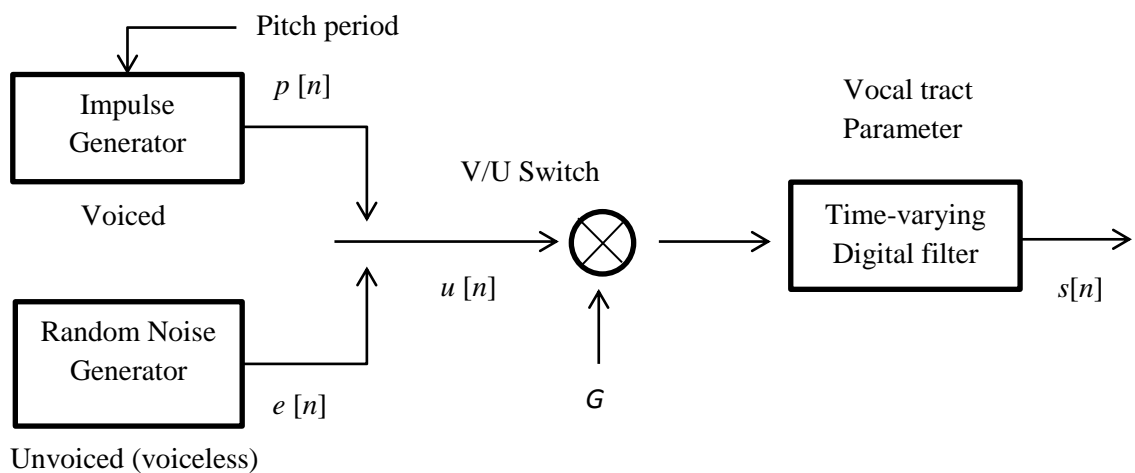 Pitch period
Impulse
Generator
p [n]
Voiced
V/U Switch
Vocal tract
Parameter
Time-varying
Digital filter
u [n]
s[n]
Random Noise
Generator
e [n]
G
Unvoiced (voiceless)